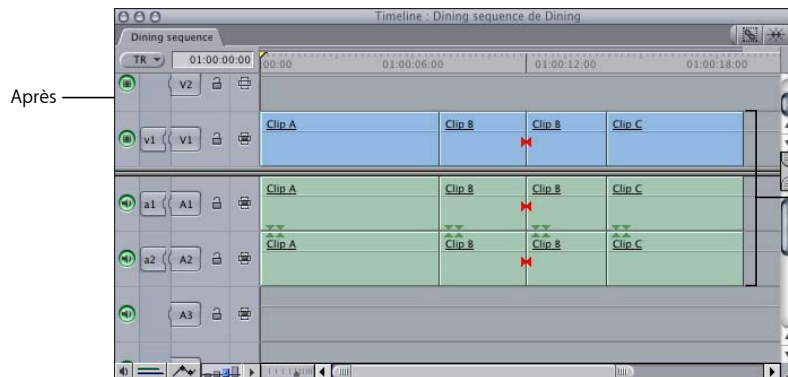 Timeline : Dining sequence de Dining
Dining sequence
TR 01:00:00:00 00:00 01:00:06:00 01:00:12:00 01:00:18:00
Après
V2
v1 V1 Clip A Clip B Clip B Clip C
a1 A1 Clip A Clip B Clip B Clip C
a2 A2 Clip A Clip B Clip B Clip C
A3